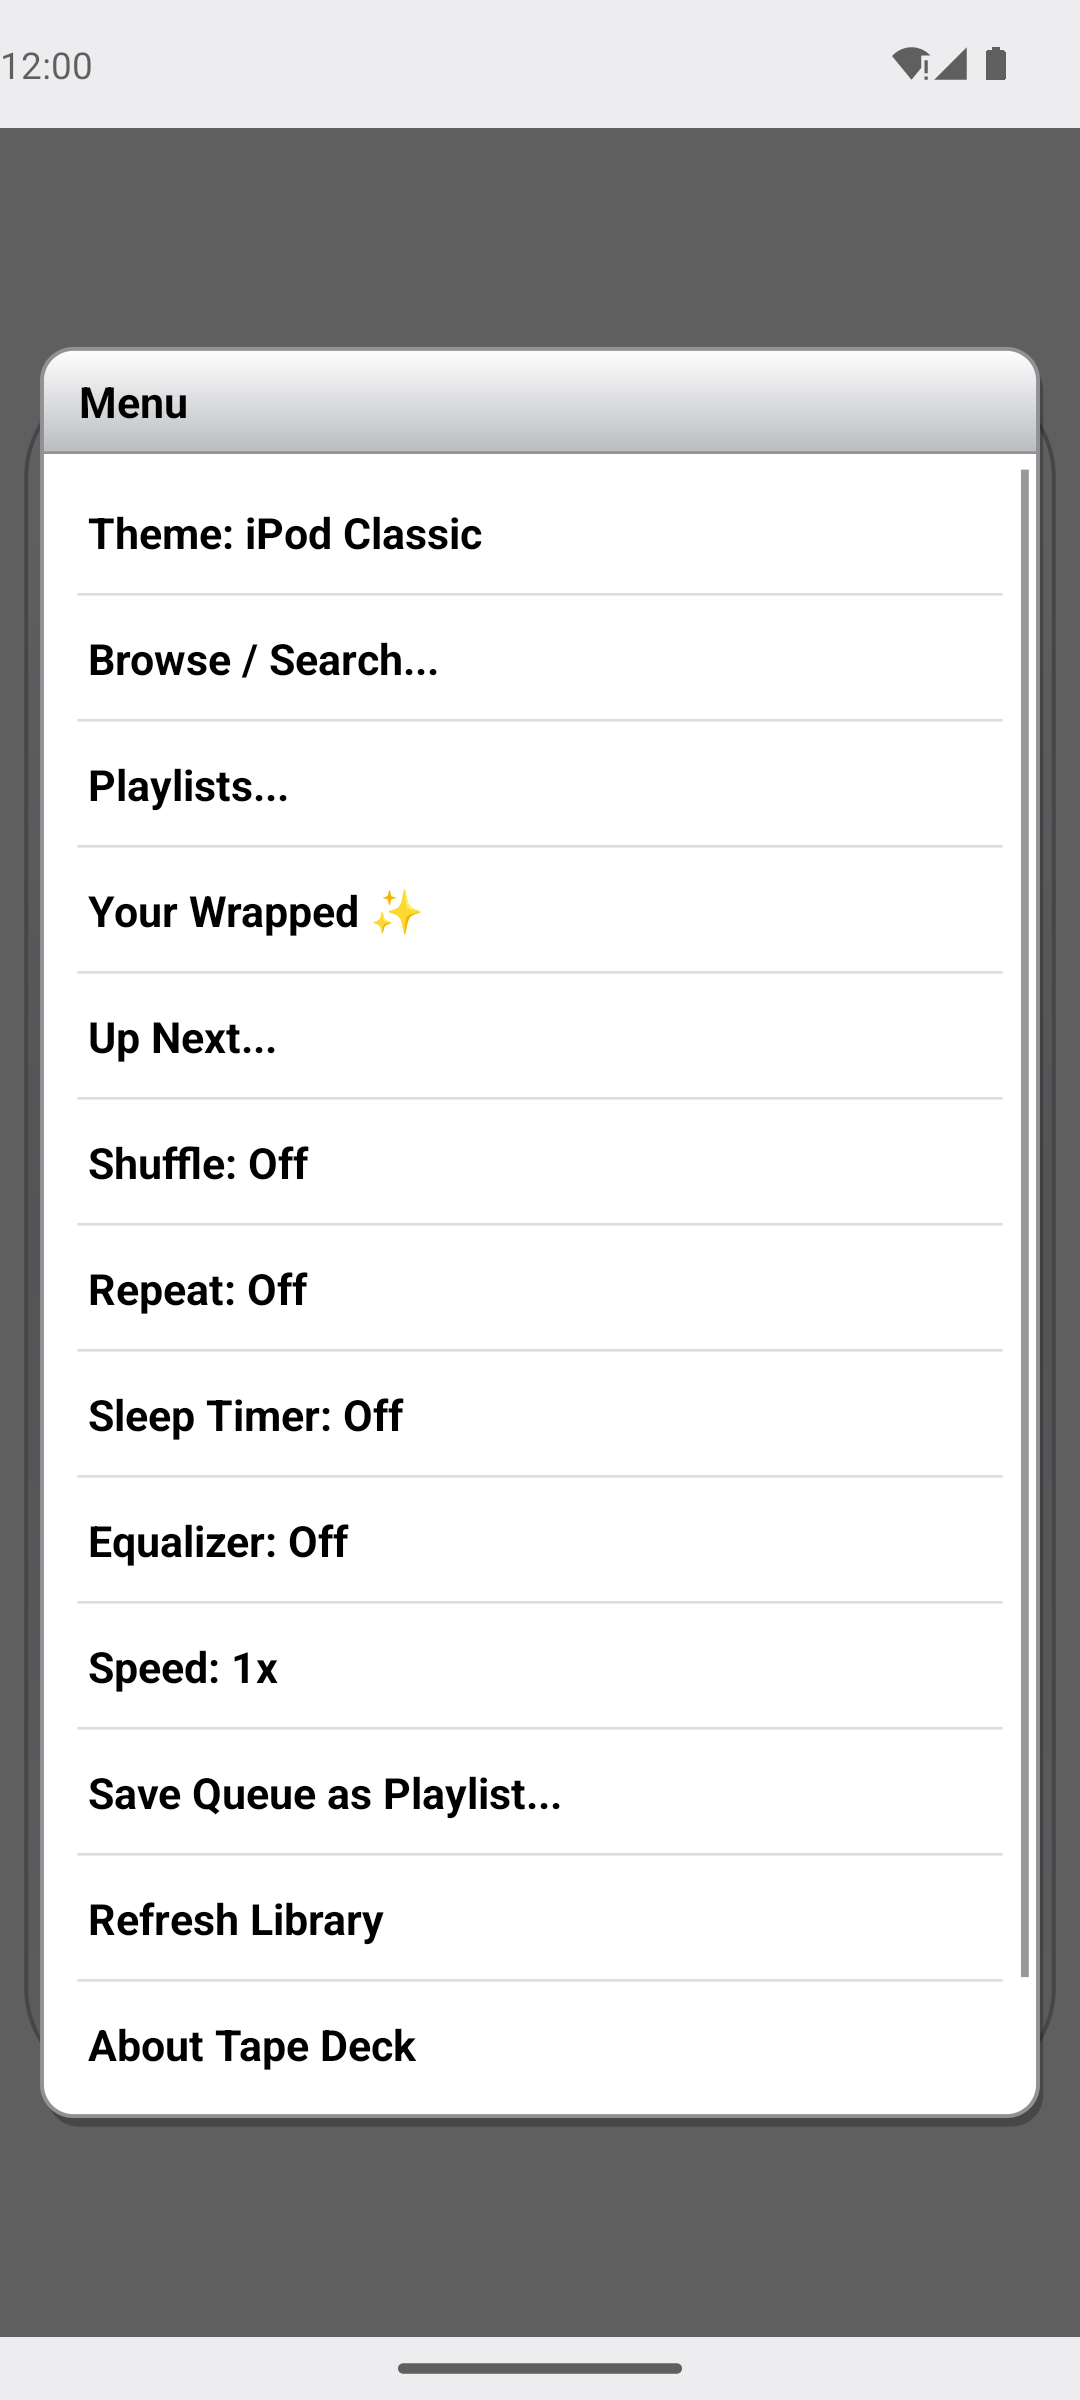 12:00
Menu
Theme: iPod Classic
Browse / Search...
Playlists...
Your Wrapped ✨
Up Next...
Shuffle: Off
Repeat: Off
Sleep Timer: Off
Equalizer: Off
Speed: 1x
Save Queue as Playlist...
Refresh Library
About Tape Deck